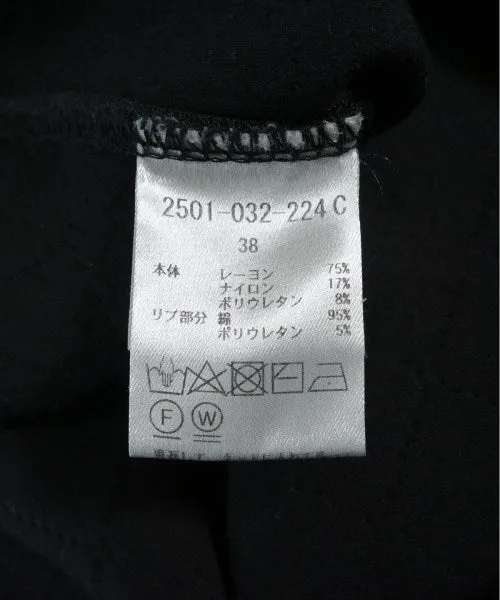 2501-032-224 C
38
本体 レーヨン 75%
ナイロン 17%
ポリウレタン 8%
リブ部分 綿 95%
ポリウレタン 5%
F W